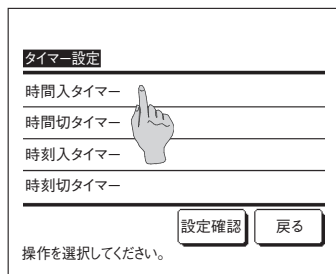 タイマー設定
時間入タイマー
時間切タイマー
時刻入タイマー
時刻切タイマー
設定確認 戻る
操作を選択してください。